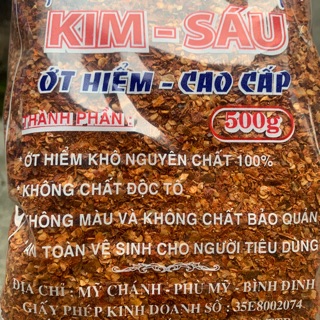 KIM - SÁU
ỚT HIỂM - CAO CẤP
THÀNH PHẦN:
500g
ỚT HIỂM KHÔ NGUYÊN CHẤT 100%
KHÔNG CHẤT ĐỘC TỐ
KHÔNG MÀU VÀ KHÔNG CHẤT BẢO QUẢN
TOÀN VỆ SINH CHO NGƯỜI TIÊU DÙNG
ĐỊA CHỈ : MỸ CHÁNH - PHÙ MỸ - BÌNH ĐỊNH
GIẤY PHÉP KINH DOANH SỐ : 35E8002074